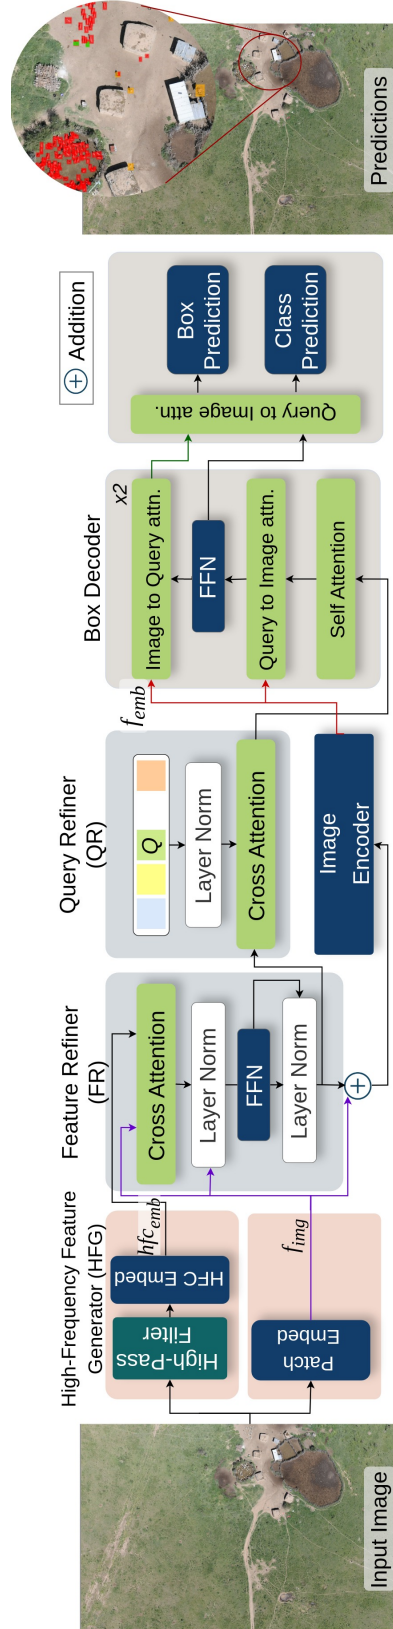 Input Image
High-Frequency Feature
Generator (HFG)
High-Pass
Filter
HFC Embed
hfc_emb
Patch
Embed
f_img
Feature Refiner
(FR)
Cross Attention
Layer Norm
FFN
Layer Norm
Query Refiner
(QR)
Q
Layer Norm
Cross Attention
Image
Encoder
f_emb
Box Decoder
x2
Image to Query attn.
FFN
Query to Image attn.
Self Attention
Addition
Query to Image attn.
Box
Prediction
Class
Prediction
Predictions